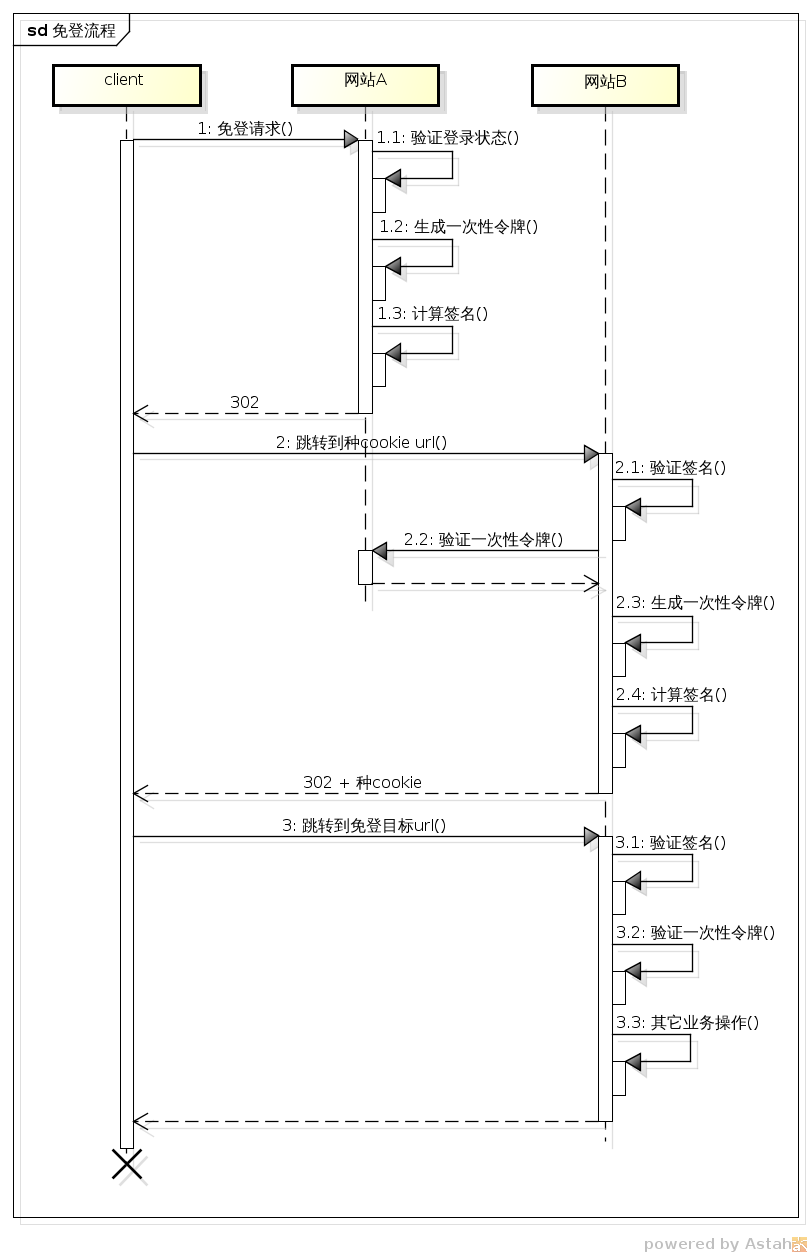 sd 免登流程
client
网站A
网站B
1: 免登请求()
1.1: 验证登录状态()
1.2: 生成一次性令牌()
1.3: 计算签名()
302
2: 跳转到种cookie url()
2.1: 验证签名()
2.2: 验证一次性令牌()
2.3: 生成一次性令牌()
2.4: 计算签名()
302 + 种cookie
3: 跳转到免登目标url()
3.1: 验证签名()
3.2: 验证一次性令牌()
3.3: 其它业务操作()
powered by Astah